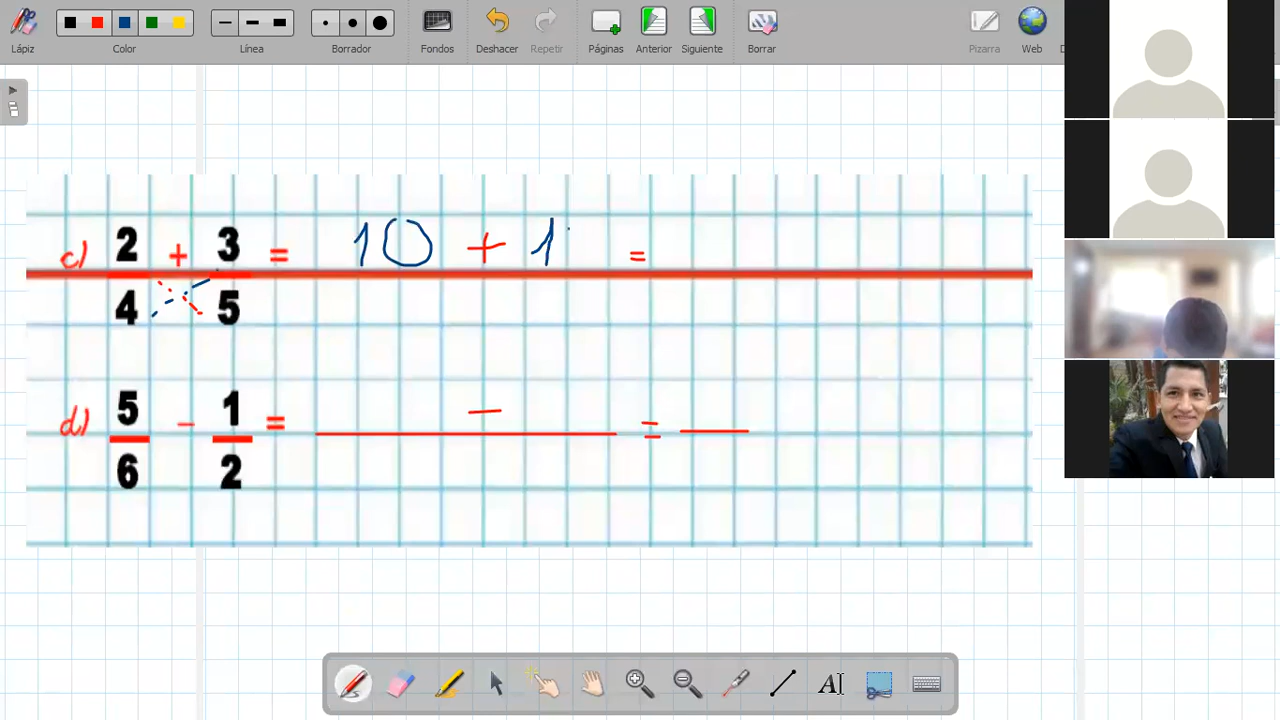 Lápiz Color Línea Borrador Fondos Deshacer Repetir Páginas Anterior Siguiente Borrar Pizarra Web
c) 2/4 + 3/5 = 10 + 1 =
d) 5/6 - 1/2 = - =
AI